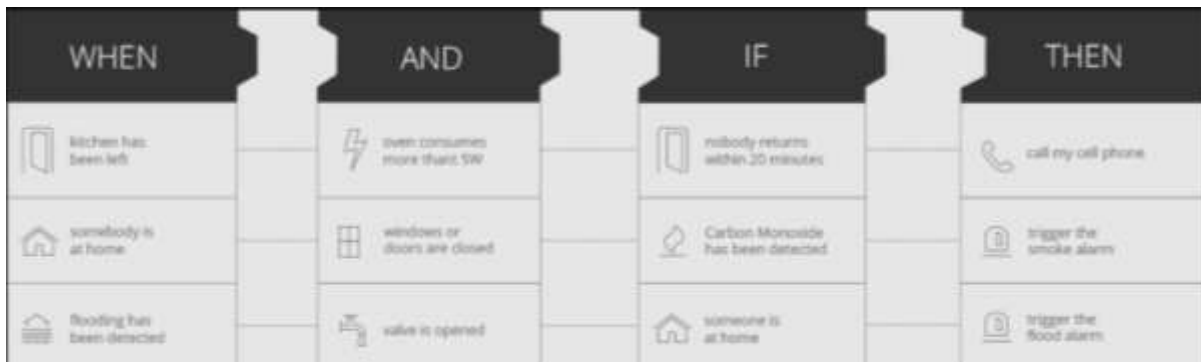 WHEN
AND
IF
THEN
kitchen has
been left
oven consumes
more thant 5W
nobody returns
within 20 minutes
call my cell phone
somebody is
at home
windows or
doors are closed
Carbon Monoxide
has been detected
trigger the
smoke alarm
flooding has
been detected
valve is opened
someone is
at home
trigger the
flood alarm